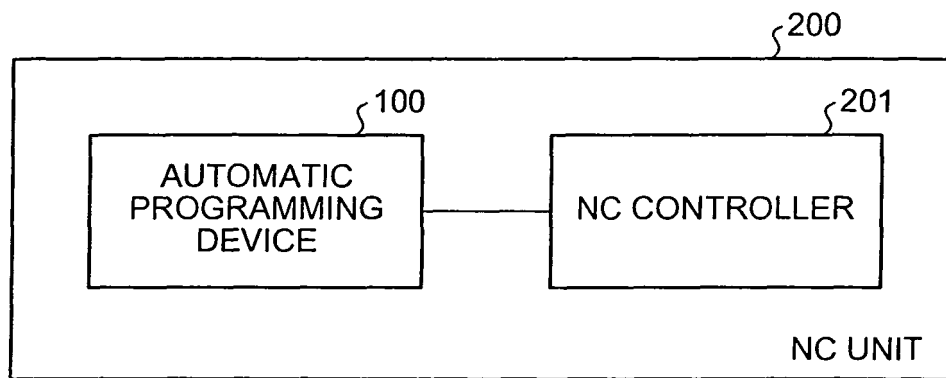 200
100
201
AUTOMATIC
PROGRAMMING
DEVICE
NC CONTROLLER
NC UNIT